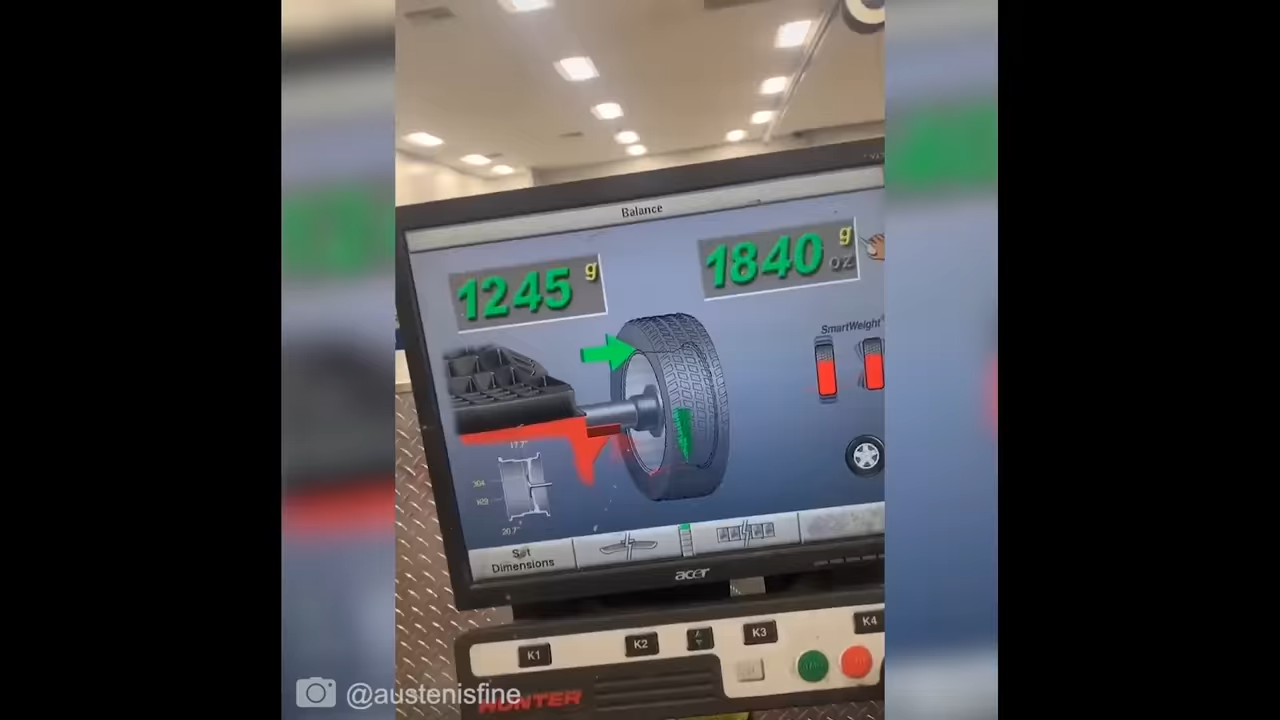 Balance
1245 g
1840 g
oz
SmartWeight
17.7"
20.7"
Set
Dimensions
acer
K1
K2
K3
K4
HUNTER
@austenisfine